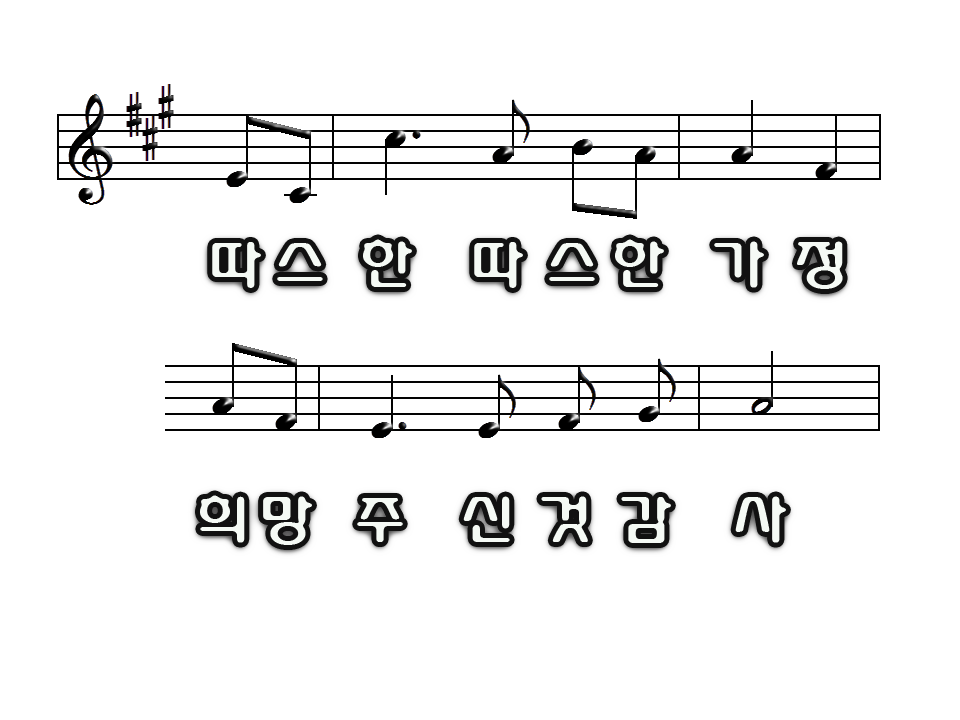 따스 한 따 스한 가 정
희망 주 신 것 감 사